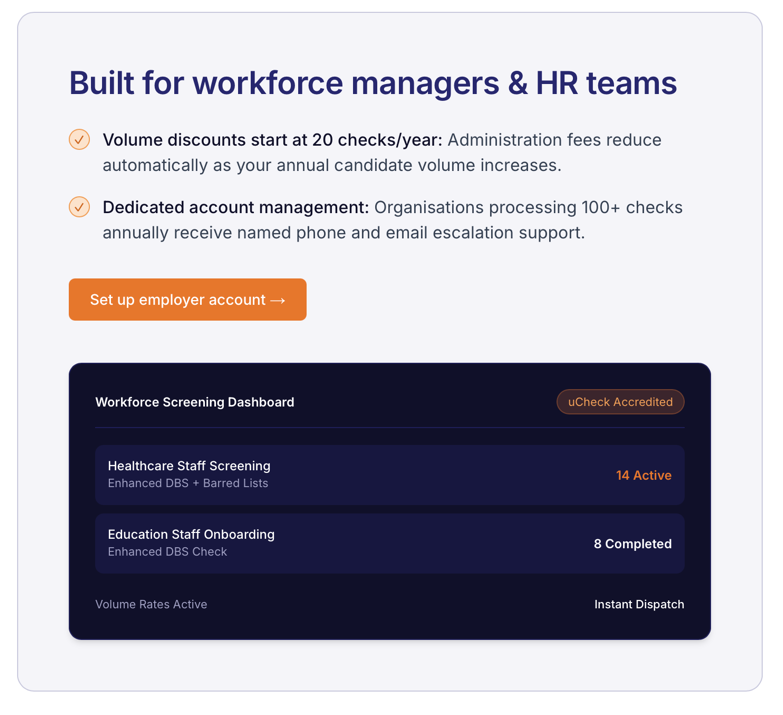 Built for workforce managers & HR teams
Volume discounts start at 20 checks/year: Administration fees reduce
automatically as your annual candidate volume increases.
Dedicated account management: Organisations processing 100+ checks
annually receive named phone and email escalation support.
Set up employer account →
Workforce Screening Dashboard
uCheck Accredited
Healthcare Staff Screening
Enhanced DBS + Barred Lists
14 Active
Education Staff Onboarding
Enhanced DBS Check
8 Completed
Volume Rates Active
Instant Dispatch